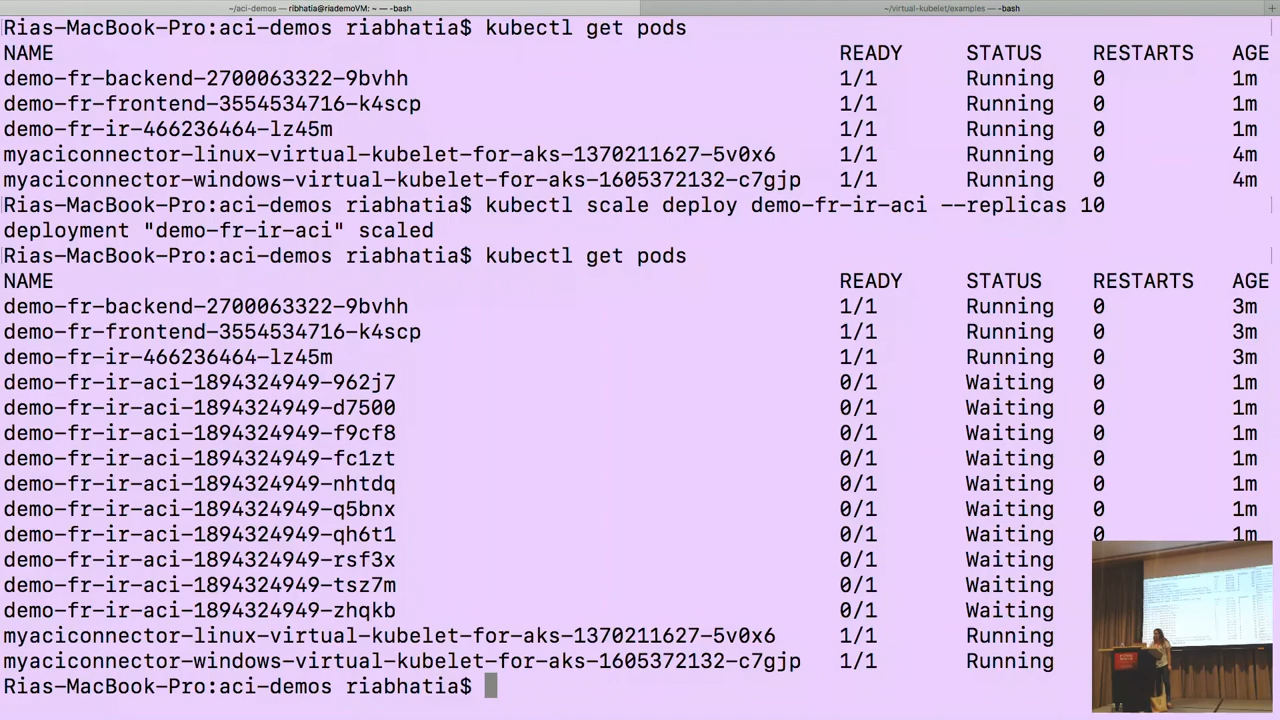 ~/aci-demos — ribhatia@riademoVM: ~ — -bash
~/virtual-kubelet/examples — -bash
Rias-MacBook-Pro:aci-demos riabhatia$ kubectl get pods
NAME READY STATUS RESTARTS AGE
demo-fr-backend-2700063322-9bvhh 1/1 Running 0 1m
demo-fr-frontend-3554534716-k4scp 1/1 Running 0 1m
demo-fr-ir-466236464-lz45m 1/1 Running 0 1m
myaciconnector-linux-virtual-kubelet-for-aks-1370211627-5v0x6 1/1 Running 0 4m
myaciconnector-windows-virtual-kubelet-for-aks-1605372132-c7gjp 1/1 Running 0 4m
Rias-MacBook-Pro:aci-demos riabhatia$ kubectl scale deploy demo-fr-ir-aci --replicas 10
deployment "demo-fr-ir-aci" scaled
Rias-MacBook-Pro:aci-demos riabhatia$ kubectl get pods
NAME READY STATUS RESTARTS AGE
demo-fr-backend-2700063322-9bvhh 1/1 Running 0 3m
demo-fr-frontend-3554534716-k4scp 1/1 Running 0 3m
demo-fr-ir-466236464-lz45m 1/1 Running 0 3m
demo-fr-ir-aci-1894324949-962j7 0/1 Waiting 0 1m
demo-fr-ir-aci-1894324949-d7500 0/1 Waiting 0 1m
demo-fr-ir-aci-1894324949-f9cf8 0/1 Waiting 0 1m
demo-fr-ir-aci-1894324949-fc1zt 0/1 Waiting 0 1m
demo-fr-ir-aci-1894324949-nhtdq 0/1 Waiting 0 1m
demo-fr-ir-aci-1894324949-q5bnx 0/1 Waiting 0 1m
demo-fr-ir-aci-1894324949-qh6t1 0/1 Waiting 0 1m
demo-fr-ir-aci-1894324949-rsf3x 0/1 Waiting
demo-fr-ir-aci-1894324949-tsz7m 0/1 Waiting
demo-fr-ir-aci-1894324949-zhqkb 0/1 Waiting
myaciconnector-linux-virtual-kubelet-for-aks-1370211627-5v0x6 1/1 Running
myaciconnector-windows-virtual-kubelet-for-aks-1605372132-c7gjp 1/1 Running
Rias-MacBook-Pro:aci-demos riabhatia$